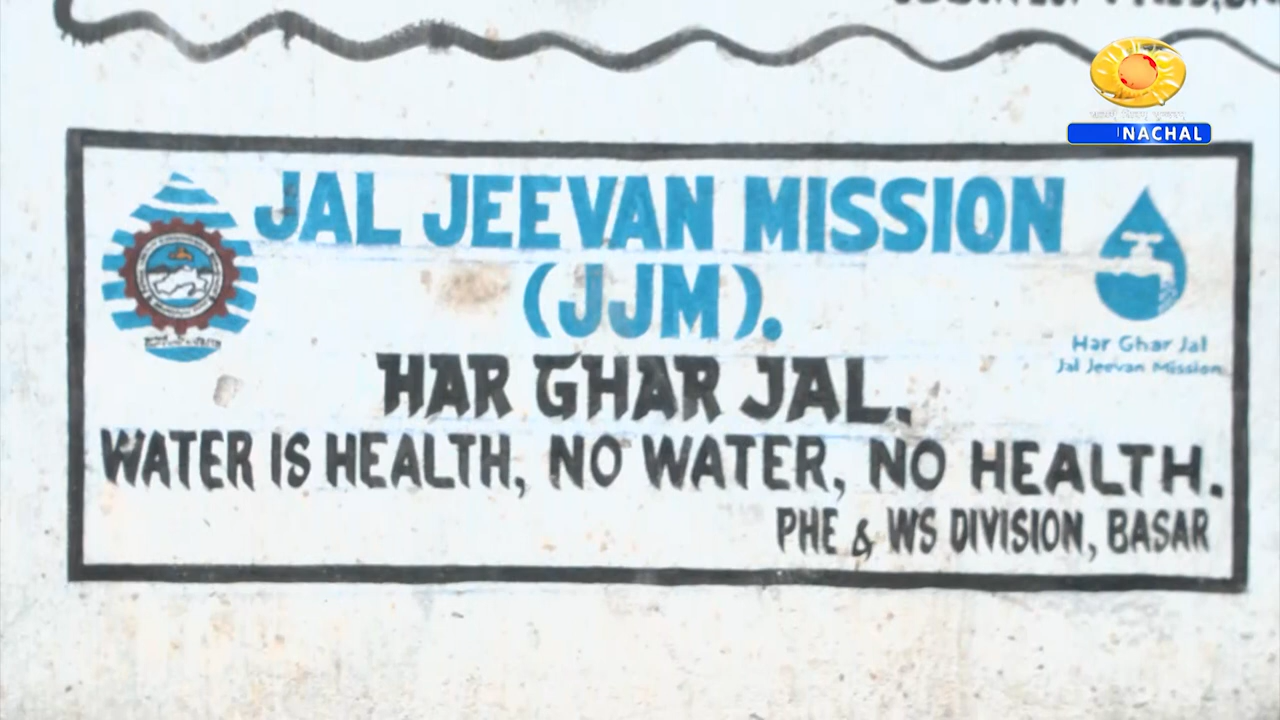 NACHAL
JAL JEEVAN MISSION
(JJM).
HAR GHAR JAL.
WATER IS HEALTH, NO WATER, NO HEALTH.
PHE & WS DIVISION, BASAR
Har Ghar Jal
Jal Jeevan Mission